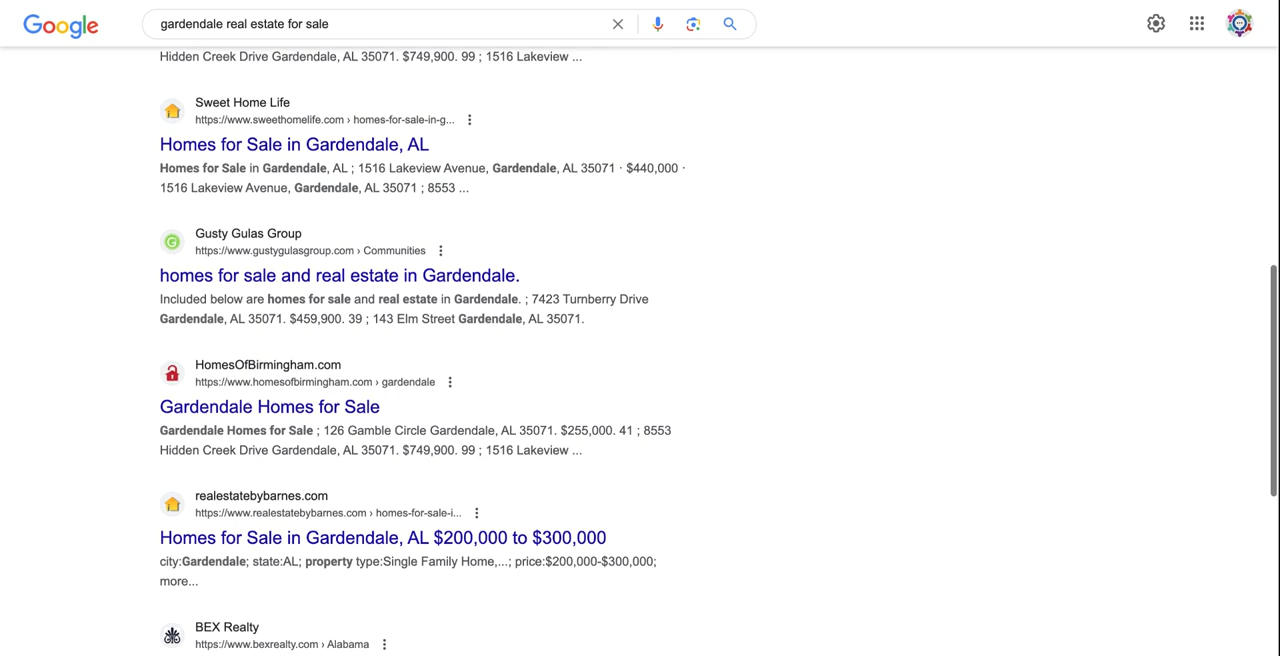 Google
gardendale real estate for sale
Hidden Creek Drive Gardendale, AL 35071. $749,900. 99 ; 1516 Lakeview ...
Sweet Home Life
https://www.sweethomelife.com › homes-for-sale-in-g...
Homes for Sale in Gardendale, AL
Homes for Sale in Gardendale, AL ; 1516 Lakeview Avenue, Gardendale, AL 35071 · $440,000 ·
1516 Lakeview Avenue, Gardendale, AL 35071 ; 8553 ...
Gusty Gulas Group
https://www.gustygulasgroup.com › Communities
homes for sale and real estate in Gardendale.
Included below are homes for sale and real estate in Gardendale. ; 7423 Turnberry Drive
Gardendale, AL 35071. $459,900. 39 ; 143 Elm Street Gardendale, AL 35071.
HomesOfBirmingham.com
https://www.homesofbirmingham.com › gardendale
Gardendale Homes for Sale
Gardendale Homes for Sale ; 126 Gamble Circle Gardendale, AL 35071. $255,000. 41 ; 8553
Hidden Creek Drive Gardendale, AL 35071. $749,900. 99 ; 1516 Lakeview ...
realestatebybarnes.com
https://www.realestatebybarnes.com › homes-for-sale-i...
Homes for Sale in Gardendale, AL $200,000 to $300,000
city:Gardendale; state:AL; property type:Single Family Home,...; price:$200,000-$300,000;
more...
BEX Realty
https://www.bexrealty.com › Alabama